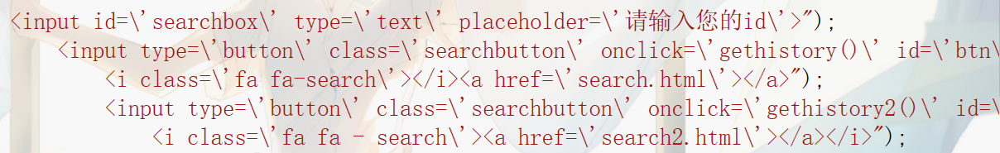 <input id=\'searchbox\' type=\'text\' placeholder=\'请输入您的id\'>");
<input type=\'button\' class=\'searchbutton\' onclick=\'gethistory()\' id=\'btn\
<i class=\'fa fa-search\'></i><a href=\'search.html\'></a>");
<input type=\'button\' class=\'searchbutton\' onclick=\'gethistory2()\' id=\
<i class=\'fa fa - search\'><a href=\'search2.html\'></a></i>");